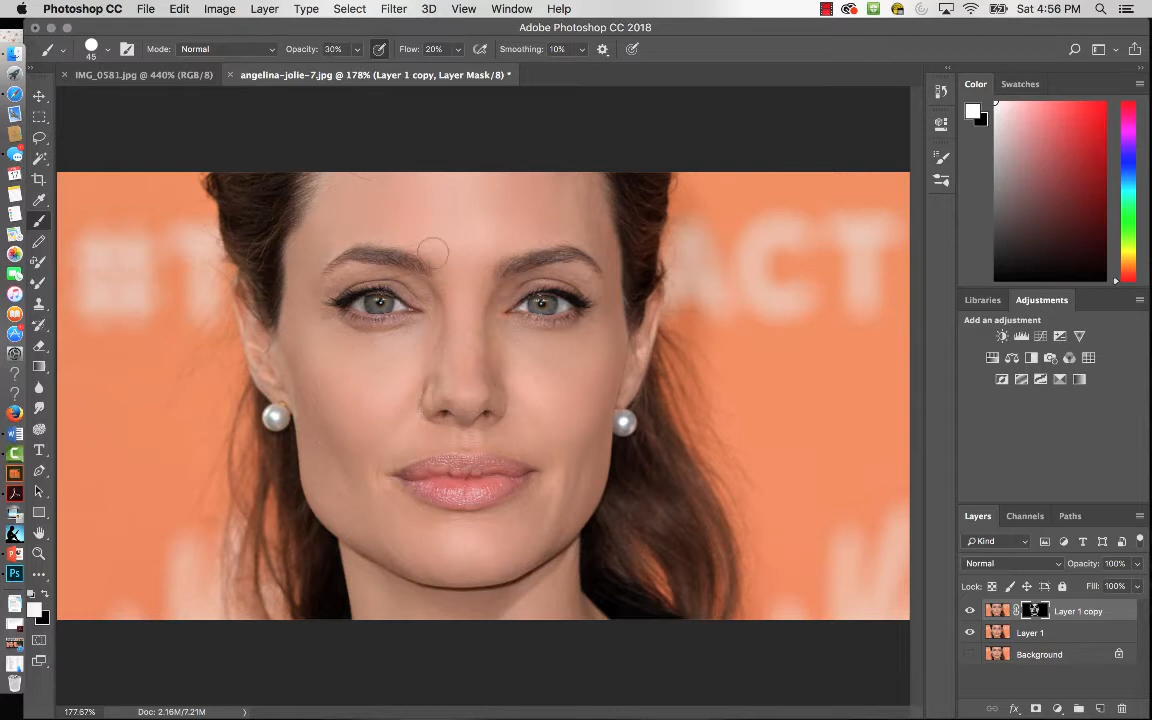 Photoshop CC File Edit Image Layer Type Select Filter 3D View Window Help Sat 4:56 PM
Adobe Photoshop CC 2018
45 Mode: Normal Opacity: 30% Flow: 20% Smoothing: 10%
IMG_0581.jpg @ 440% (RGB/8) angelina-jolie-7.jpg @ 178% (Layer 1 copy, Layer Mask/8) *
Color Swatches
ACT
Libraries Adjustments
Add an adjustment
Layers Channels Paths
Kind
Normal Opacity: 100%
Lock: Fill: 100%
Layer 1 copy
Layer 1
Background
177.67% Doc: 2.16M/7.21M